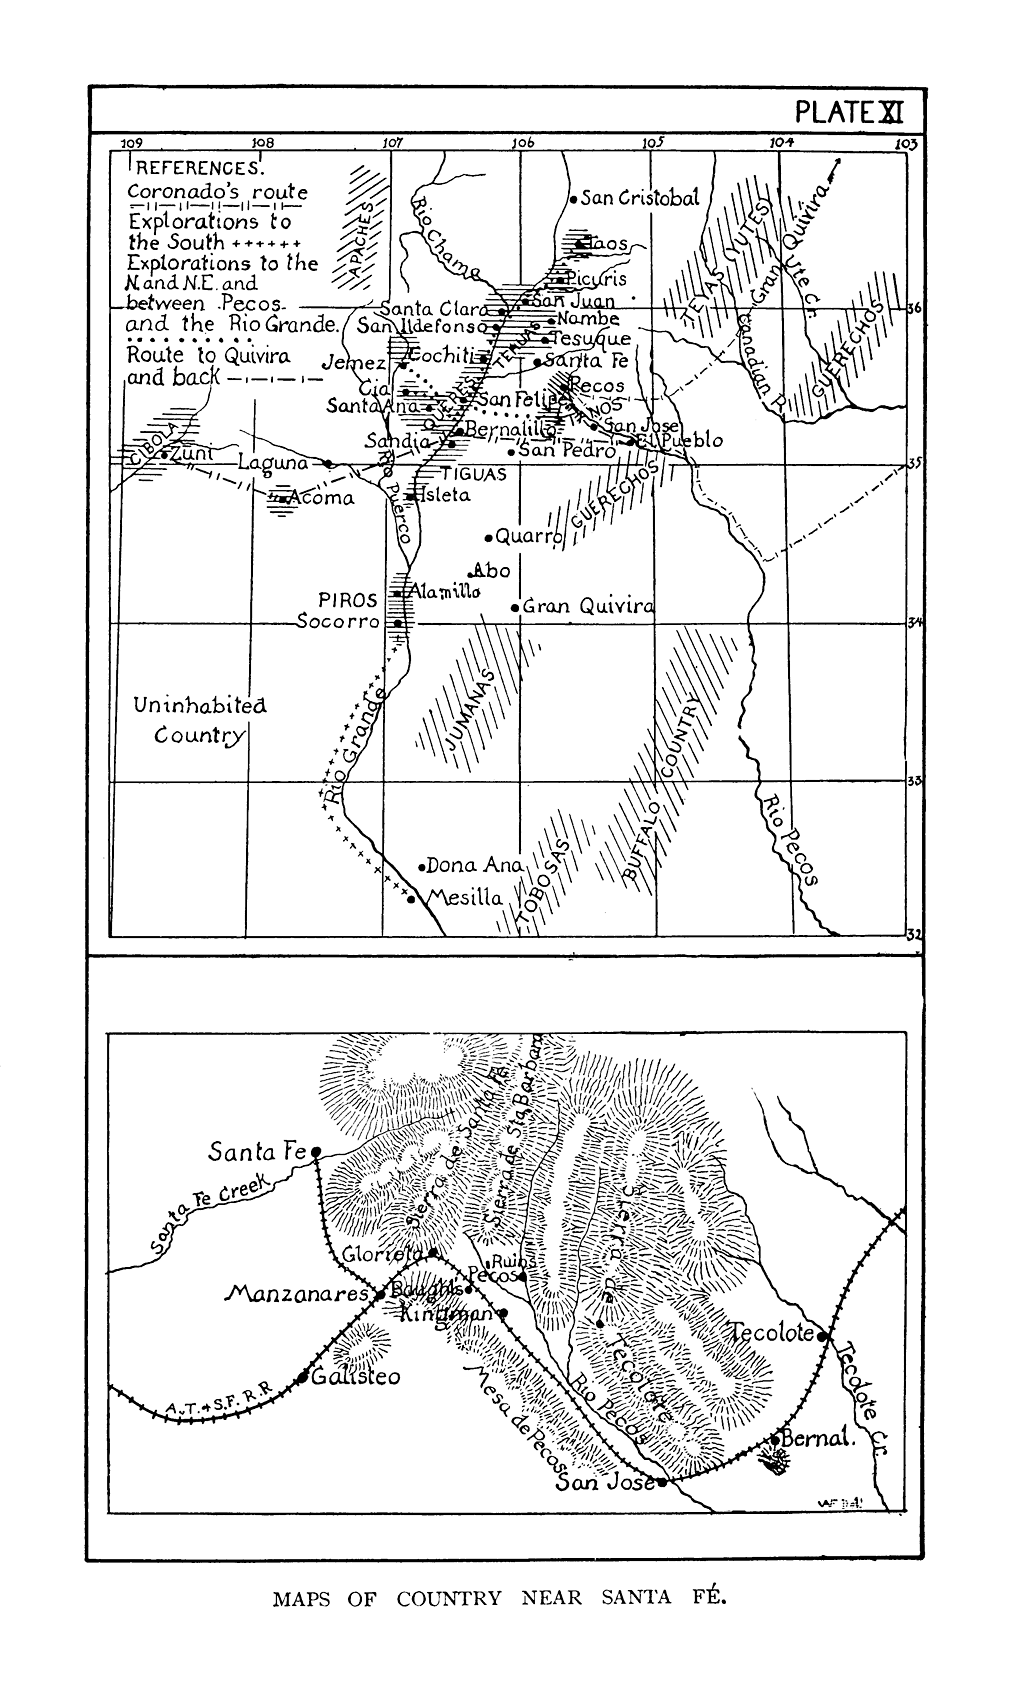 PLATE XI
109 108 107 106 105 104 103
REFERENCES.
Coronado's route
Explorations to
the South ++++++
Explorations to the
N. and N.E. and
between Pecos
and the Rio Grande.
Route to Quivira
and back
APACHES
Rio Chama
San Cristobal
Taos
Picuris
San Juan
Santa Clara
San Ildefonso
Nambe
Tesuque
TEHUAS
Jemez
Cochiti
Santa Fe
Cia
QUERES
Pecos
Santa Ana
San Felipe
San Jose
Sandia
Bernalillo
El Pueblo
San Pedro
TIGUAS
CIBOLA
Zuni
Laguna
Acoma
Isleta
Rio Puerco
GUERECHOS
TEYAS (YUTES)
Gran Quivira
Ute Cr.
Canadian R.
GUERECHOS
36
35
34
33
32
Quarro
Abo
Alamillo
PIROS
Socorro
Gran Quivira
Uninhabited
Country
Rio Grande
JUMANAS
BUFFALO COUNTRY
TOBOSAS
Rio Pecos
Dona Ana
Mesilla
Santa Fe
Santa Fe Creek
Sierra de Santa Fé
Sierra de Sta Barbara
Sierra de Tecolote
Glorieta
Ruins
Pecos
Manzanares
Baughls
Kingman
Galisteo
A.T.&S.F. R.R
Mesa de Pecos
Rio Pecos
San Jose
Tecolote
Tecolote Cr.
Bernal.
MAPS OF COUNTRY NEAR SANTA FÉ.